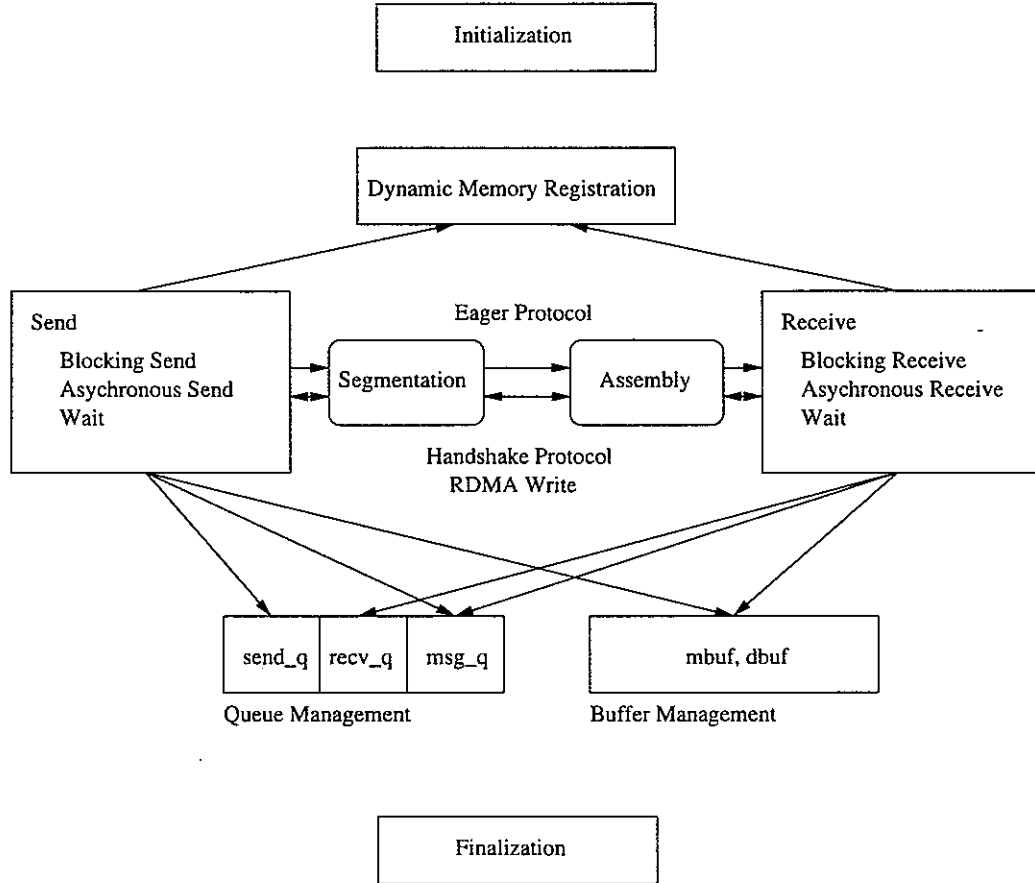 Initialization
Dynamic Memory Registration
Send
Blocking Send
Asychronous Send
Wait
Eager Protocol
Segmentation
Assembly
Handshake Protocol
RDMA Write
Receive
Blocking Receive
Asychronous Receive
Wait
send_q
recv_q
msg_q
Queue Management
mbuf, dbuf
Buffer Management
Finalization